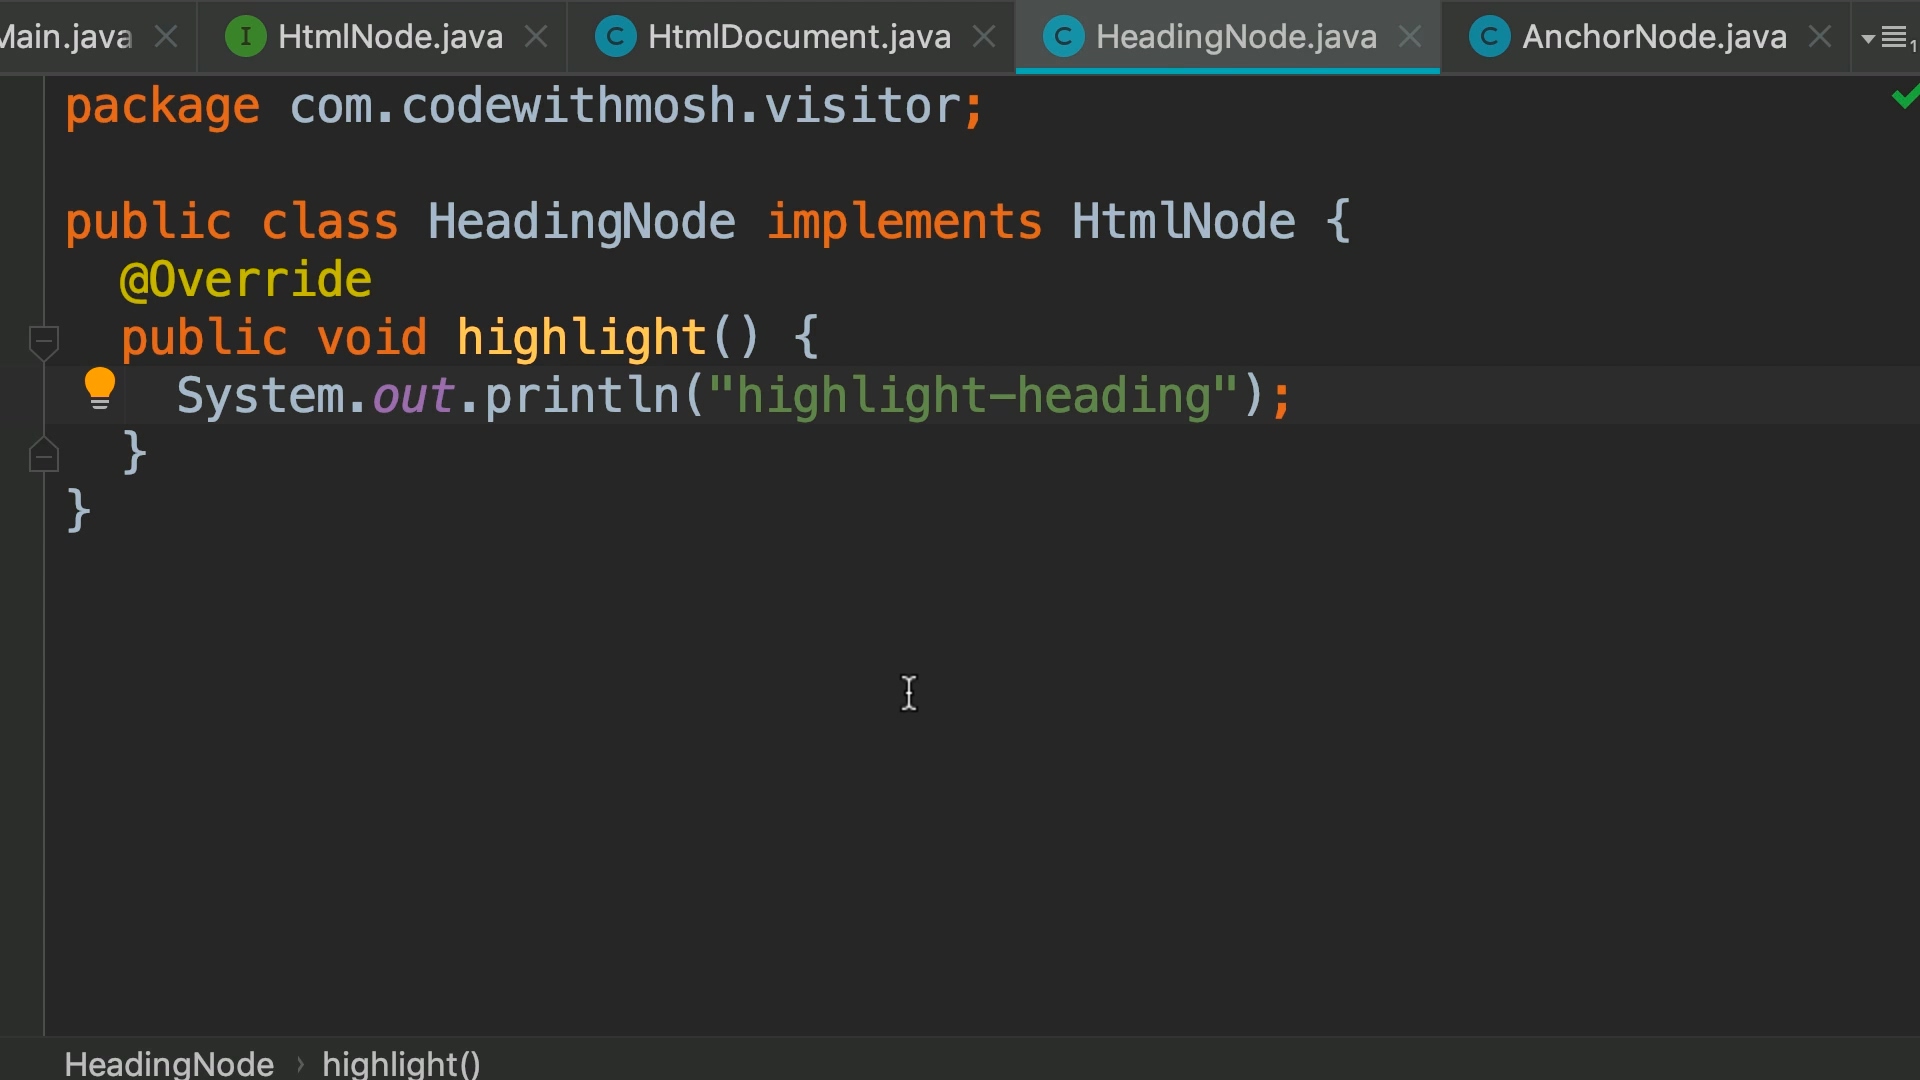 Main.java HtmlNode.java HtmlDocument.java HeadingNode.java AnchorNode.java
package com.codewithmosh.visitor;
public class HeadingNode implements HtmlNode {
@Override
public void highlight() {
System.out.println("highlight-heading");
}
}
HeadingNode › highlight()